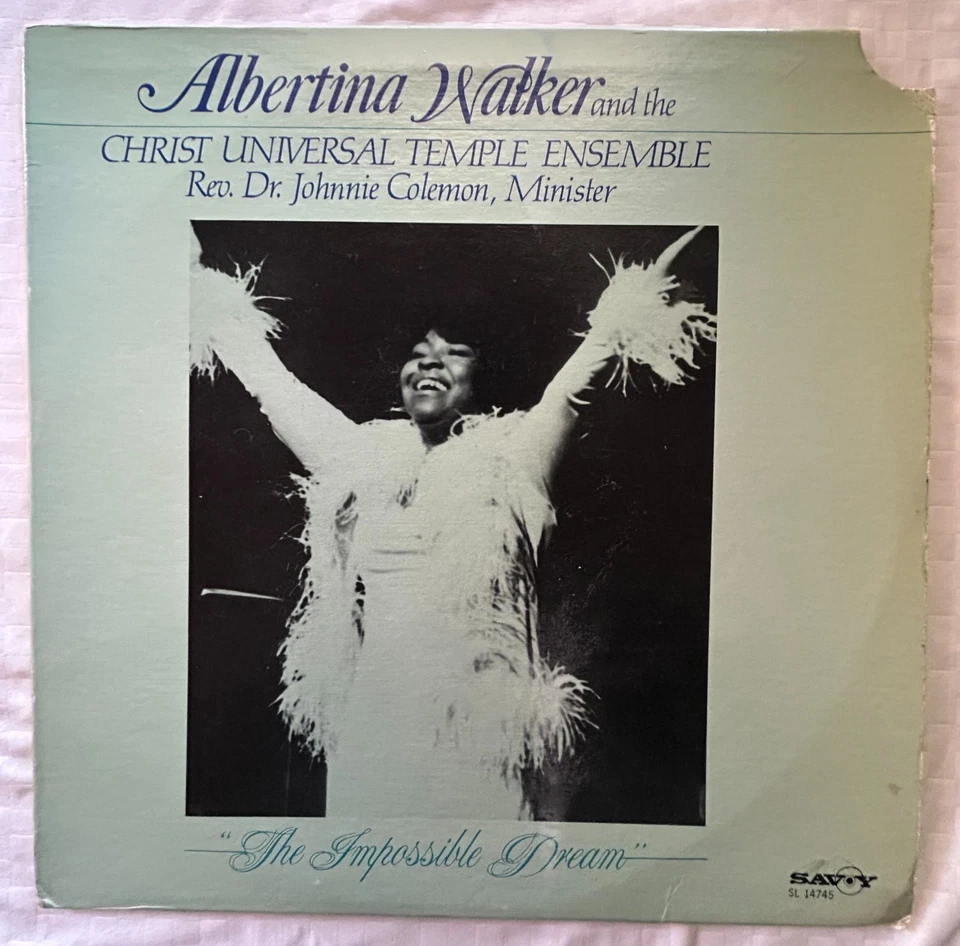 Albertina Walker and the
CHRIST UNIVERSAL TEMPLE ENSEMBLE
Rev. Dr. Johnnie Colemon, Minister
"The Impossible Dream"
SAVOY
SL 14745